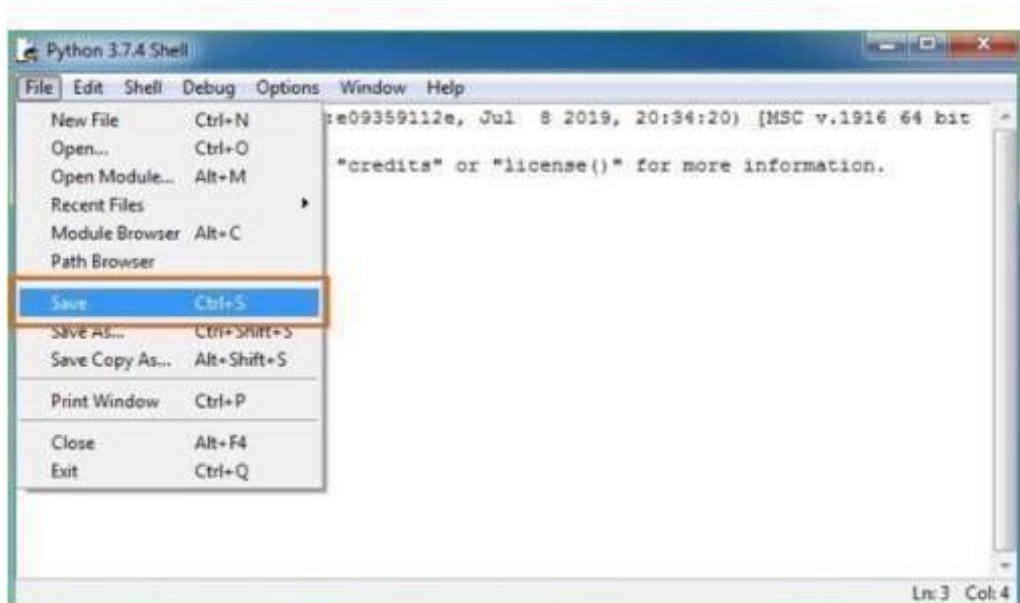 Python 3.7.4 Shell
File Edit Shell Debug Options Window Help
New File Ctrl+N
:e09359112e, Jul 8 2019, 20:34:20) [MSC v.1916 64 bit
Open... Ctrl+O
"credits" or "license()" for more information.
Open Module... Alt+M
Recent Files
Module Browser Alt+C
Path Browser
Save Ctrl+S
Save As... Ctrl+Shift+S
Save Copy As... Alt+Shift+S
Print Window Ctrl+P
Close Alt+F4
Exit Ctrl+Q
Ln: 3 Col: 4